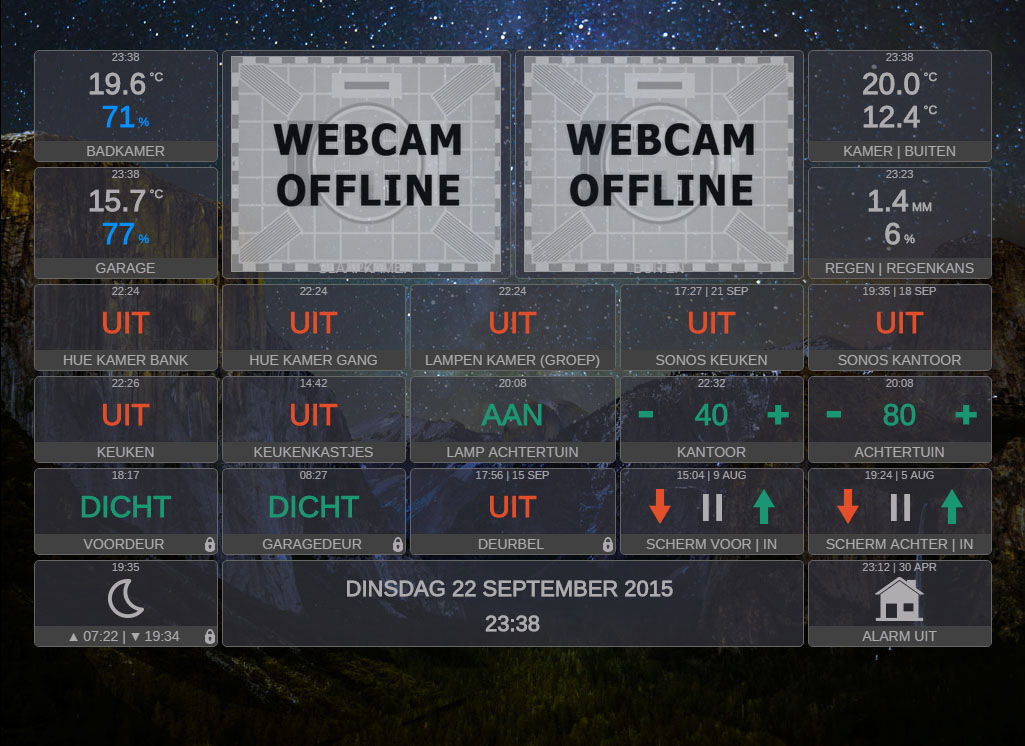 23:38
19.6 °C
71 %
BADKAMER
WEBCAM
OFFLINE
WEBCAM
OFFLINE
23:38
20.0 °C
12.4 °C
KAMER | BUITEN
23:38
15.7 °C
77 %
GARAGE
23:23
1.4 MM
6 %
REGEN | REGENKANS
22:24
UIT
HUE KAMER BANK
22:24
UIT
HUE KAMER GANG
22:24
UIT
LAMPEN KAMER (GROEP)
17:27 | 21 SEP
UIT
SONOS KEUKEN
19:35 | 18 SEP
UIT
SONOS KANTOOR
22:26
UIT
KEUKEN
14:42
UIT
KEUKENKASTJES
20:08
AAN
LAMP ACHTERTUIN
22:32
- 40 +
KANTOOR
20:08
- 80 +
ACHTERTUIN
18:17
DICHT
VOORDEUR
08:27
DICHT
GARAGEDEUR
17:56 | 15 SEP
UIT
DEURBEL
15:04 | 9 AUG
SCHERM VOOR | IN
19:24 | 5 AUG
SCHERM ACHTER | IN
19:35
▲ 07:22 | ▼ 19:34
DINSDAG 22 SEPTEMBER 2015
23:38
23:12 | 30 APR
ALARM UIT